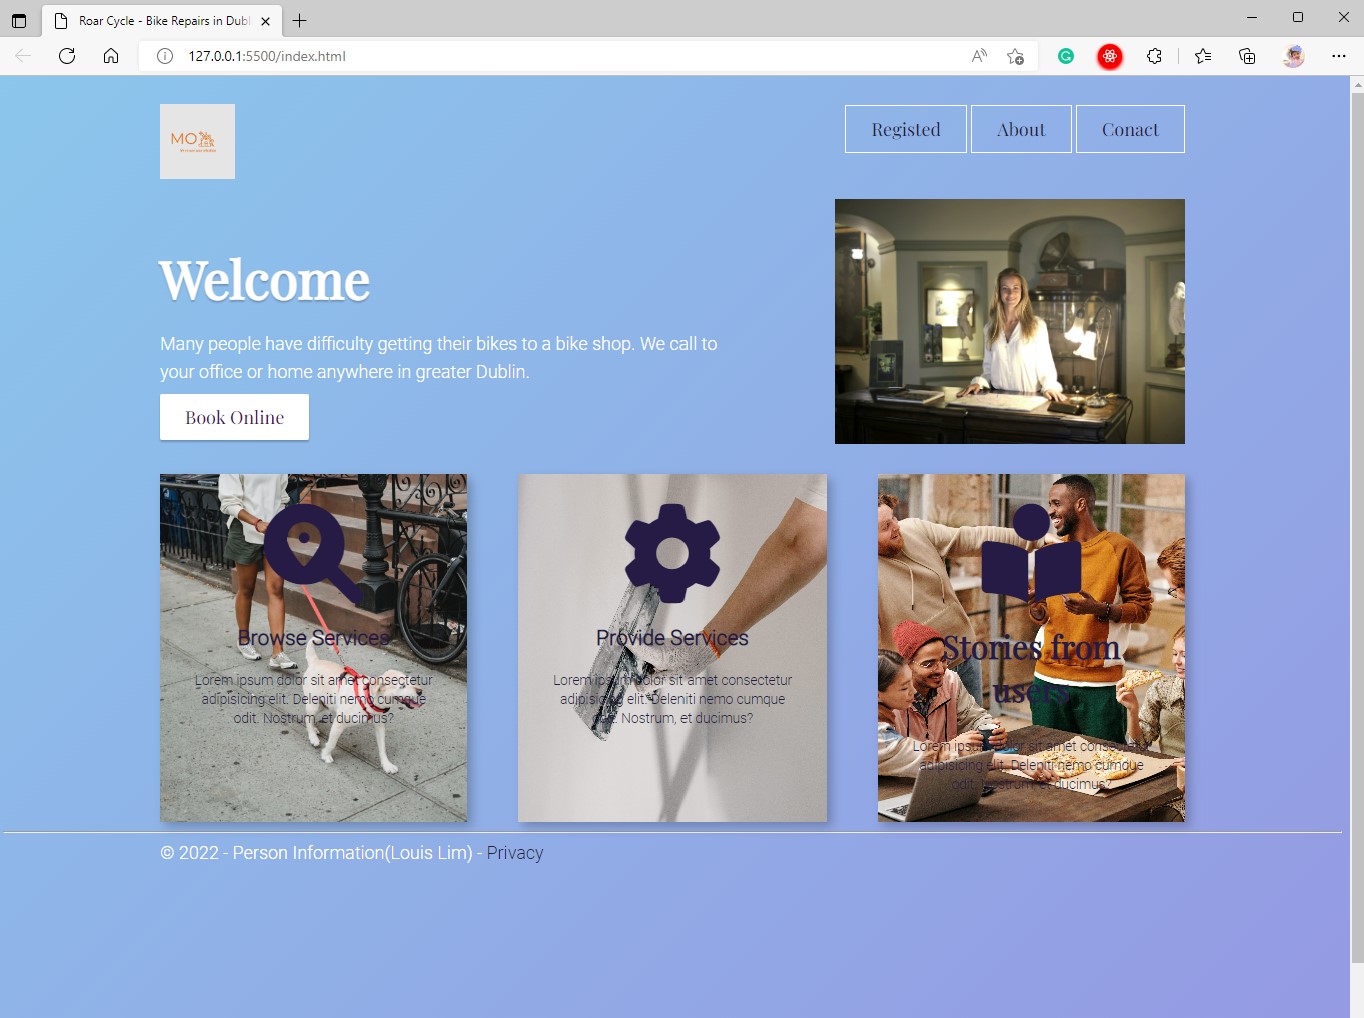 Roar Cycle - Bike Repairs in Dubl
127.0.0.1:5500/index.html
MO
Registed
About
Conact
Welcome
Many people have difficulty getting their bikes to a bike shop. We call to
your office or home anywhere in greater Dublin.
Book Online
Browse Services
Lorem ipsum dolor sit amet consectetur
adipisicing elit. Deleniti nemo cumque
odit. Nostrum, et ducimus?
Provide Services
Lorem ipsum dolor sit amet consectetur
adipisicing elit. Deleniti nemo cumque
odit. Nostrum, et ducimus?
Stories from
users
Lorem ipsum dolor sit amet consectetur
adipisicing elit. Deleniti nemo cumque
odit. Nostrum, et ducimus?
© 2022 - Person Information(Louis Lim) - Privacy